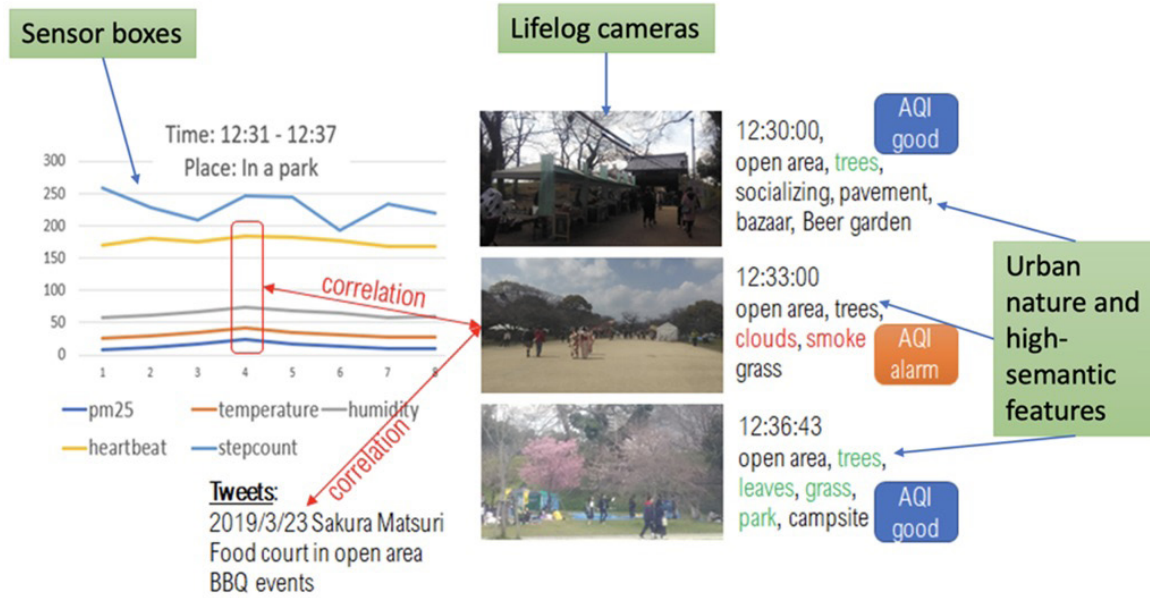 Sensor boxes
Lifelog cameras
Time: 12:31 - 12:37
Place: In a park
300
250
200
150
100
50
0
1 2 3 4 5 6 7 8
pm25 temperature humidity
heartbeat stepcount
correlation
correlation
Tweets:
2019/3/23 Sakura Matsuri
Food court in open area
BBQ events
12:30:00,
open area, trees,
socializing, pavement,
bazaar, Beer garden
AQI
good
12:33:00
open area, trees,
clouds, smoke
grass
AQI
alarm
12:36:43
open area, trees,
leaves, grass,
park, campsite
AQI
good
Urban
nature and
high-
semantic
features